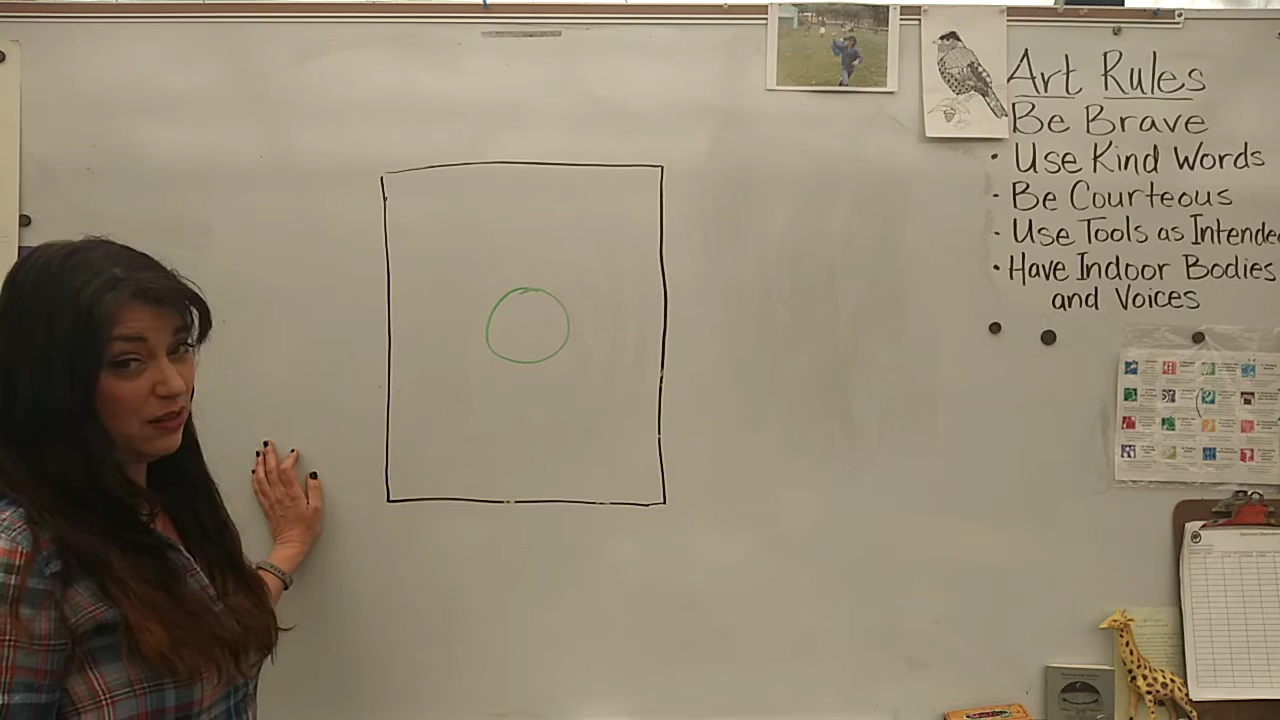 Art Rules
Be Brave
• Use Kind Words
- Be Courteous
- Use Tools as Intende
• Have Indoor Bodies
and Voices